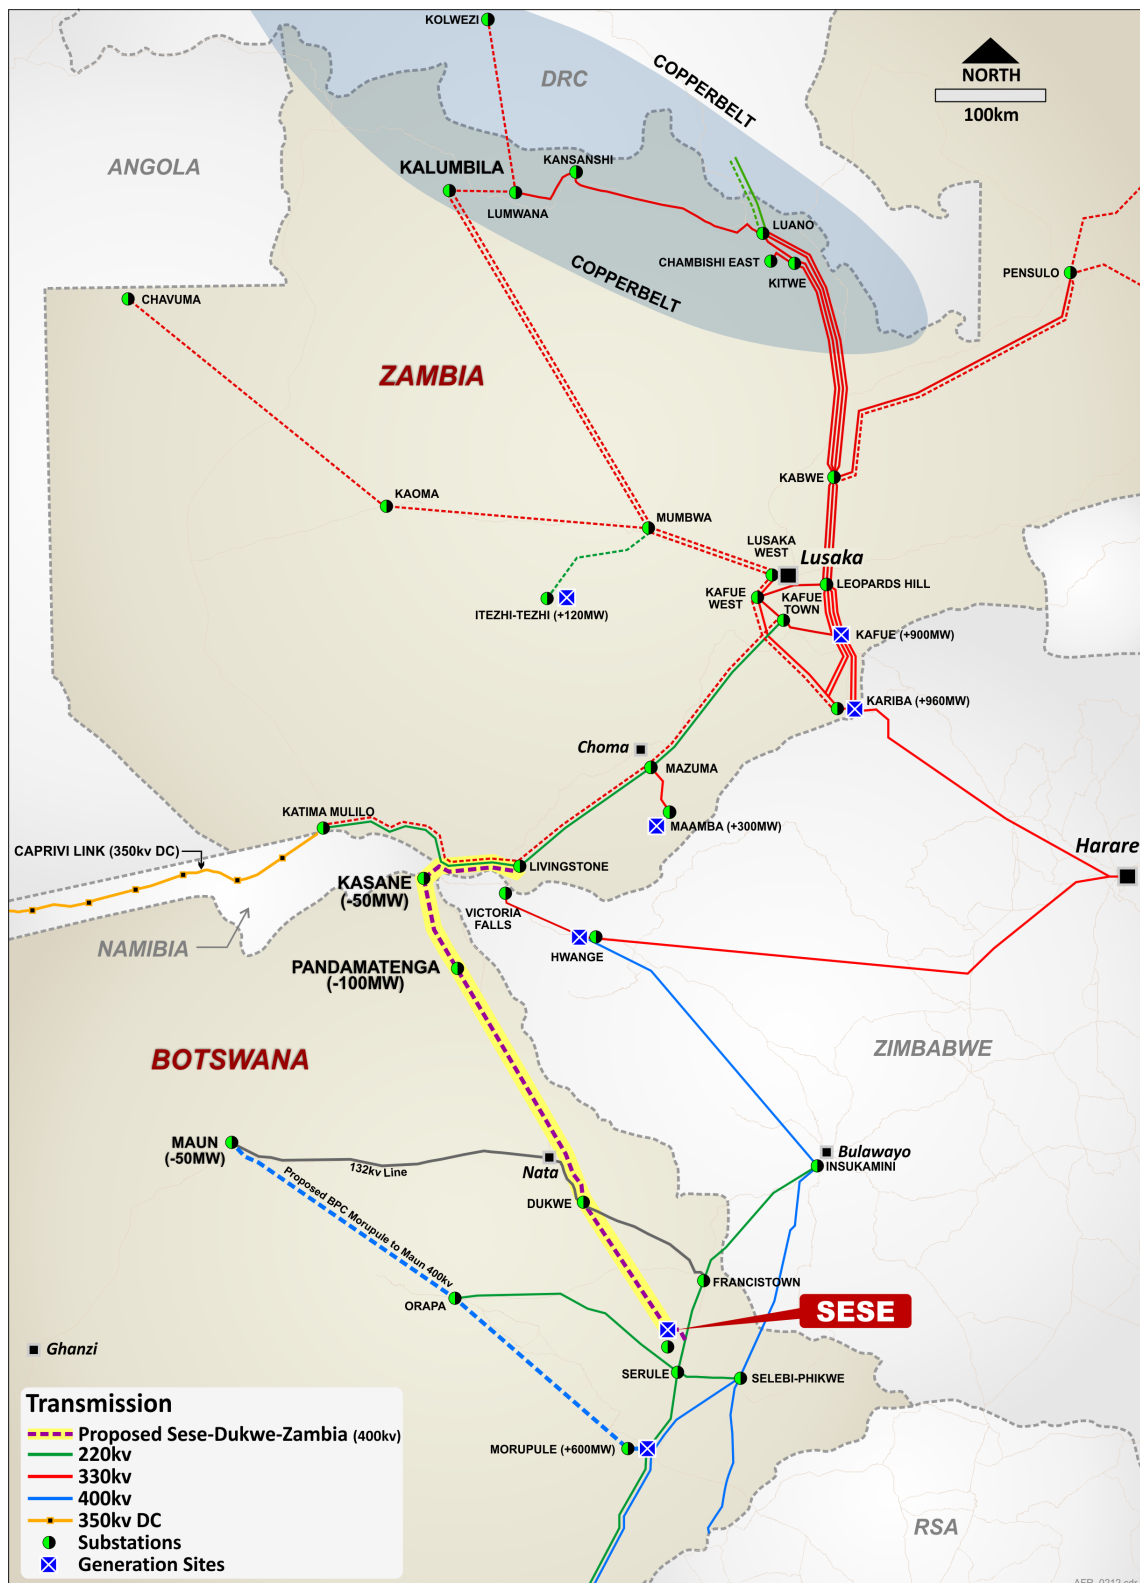 KOLWEZI
DRC
COPPERBELT
NORTH
100km
ANGOLA
KALUMBILA
KANSANSHI
LUMWANA
LUANO
CHAMBISHI EAST
KITWE
PENSULO
COPPERBELT
CHAVUMA
ZAMBIA
KAOMA
KABWE
MUMBWA
LUSAKA
WEST
Lusaka
LEOPARDS HILL
KAFUE
WEST
KAFUE
TOWN
ITEZHI-TEZHI (+120MW)
KAFUE (+900MW)
KARIBA (+960MW)
Choma
MAZUMA
KATIMA MULILO
MAAMBA (+300MW)
CAPRIVI LINK (350kv DC)
Harare
LIVINGSTONE
KASANE
(-50MW)
VICTORIA
FALLS
NAMIBIA
HWANGE
PANDAMATENGA
(-100MW)
ZIMBABWE
BOTSWANA
MAUN
(-50MW)
132kv Line
Nata
Bulawayo
INSUKAMINI
Proposed BPC Morupule to Maun 400kv
DUKWE
FRANCISTOWN
ORAPA
SESE
Ghanzi
SERULE
SELEBI-PHIKWE
MORUPULE (+600MW)
Transmission
Proposed Sese-Dukwe-Zambia (400kv)
220kv
330kv
400kv
350kv DC
Substations
Generation Sites
RSA